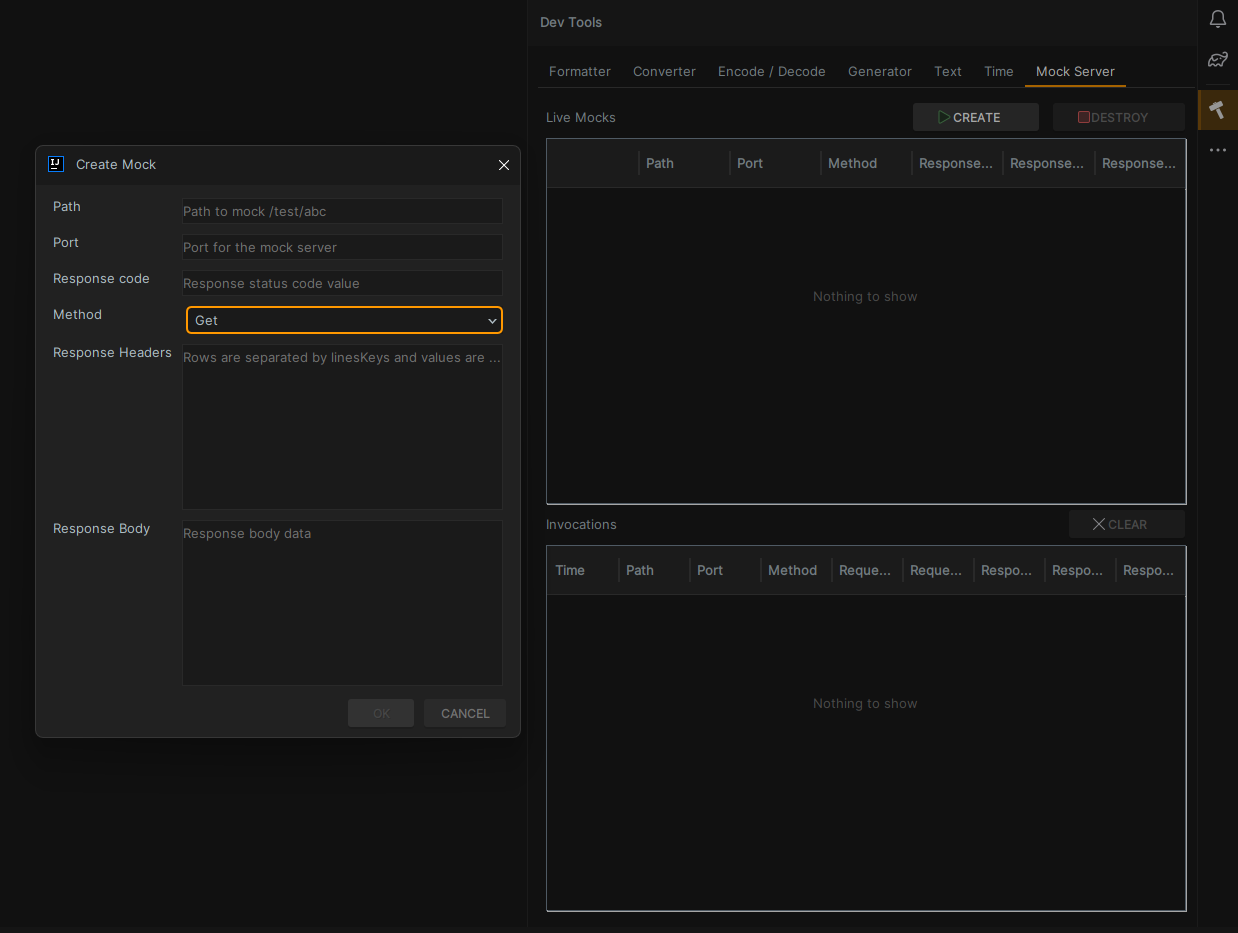 Dev Tools
Formatter Converter Encode / Decode Generator Text Time Mock Server
Live Mocks CREATE DESTROY
Path Port Method Response... Response... Response...
Nothing to show
Invocations CLEAR
Time Path Port Method Reque... Reque... Respo... Respo... Respo...
Nothing to show
IJ Create Mock
Path Path to mock /test/abc
Port Port for the mock server
Response code Response status code value
Method Get
Response Headers Rows are separated by linesKeys and values are ...
Response Body Response body data
OK CANCEL